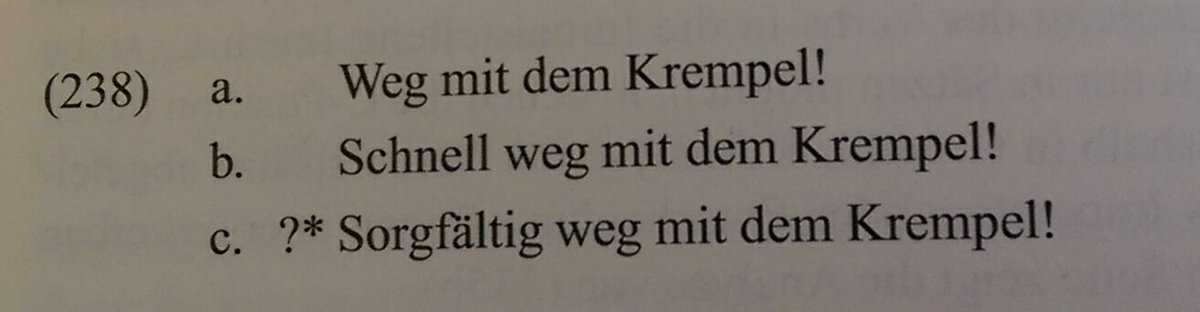 (238) a. Weg mit dem Krempel!
b. Schnell weg mit dem Krempel!
c. ?* Sorgfältig weg mit dem Krempel!